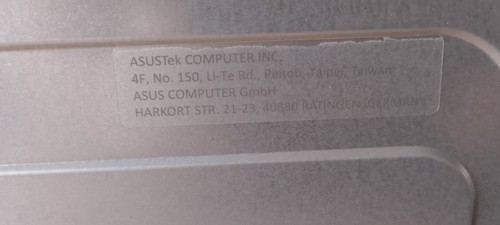 ASUSTek COMPUTER INC.
4F, No. 150, Li-Te Rd., Peitou, Taipei, Taiwan
ASUS COMPUTER GmbH
HARKORT STR. 21-23, 40880 RATINGEN, GERMANY